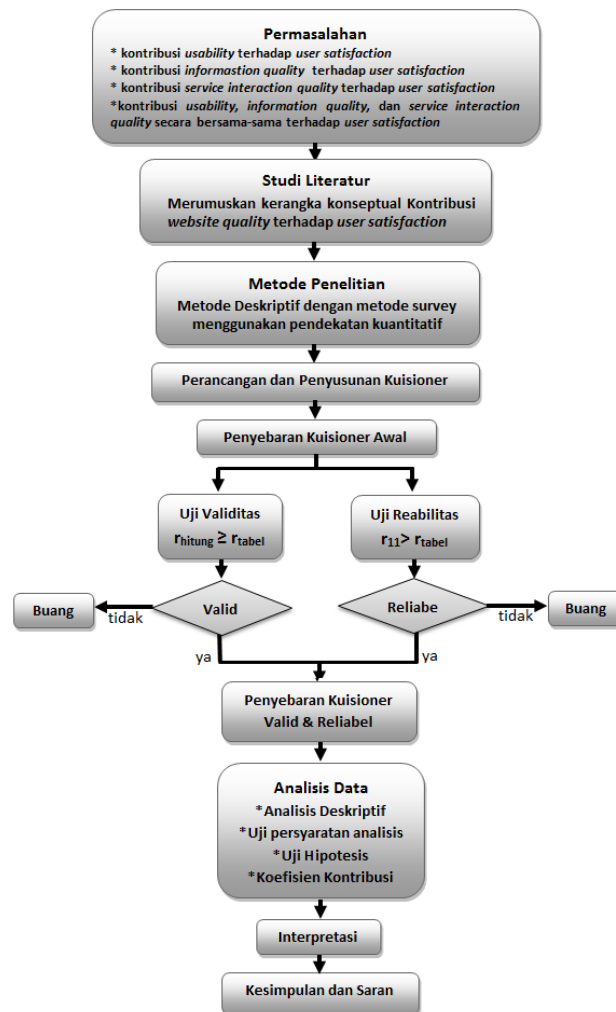 Permasalahan
* kontribusi usability terhadap user satisfaction
* kontribusi informastion quality terhadap user satisfaction
* kontribusi service interaction quality terhadap user satisfaction
*kontribusi usability, information quality, dan service interaction
quality secara bersama-sama terhadap user satisfaction
Studi Literatur
Merumuskan kerangka konseptual Kontribusi
website quality terhadap user satisfaction
Metode Penelitian
Metode Deskriptif dengan metode survey
menggunakan pendekatan kuantitatif
Perancangan dan Penyusunan Kuisioner
Penyebaran Kuisioner Awal
Uji Validitas
rhitung ≥ rtabel
Uji Reabilitas
r11> rtabel
Buang
tidak
Valid
Reliabe
tidak
Buang
ya
ya
Penyebaran Kuisioner
Valid & Reliabel
Analisis Data
*Analisis Deskriptif
*Uji persyaratan analisis
*Uji Hipotesis
*Koefisien Kontribusi
Interpretasi
Kesimpulan dan Saran